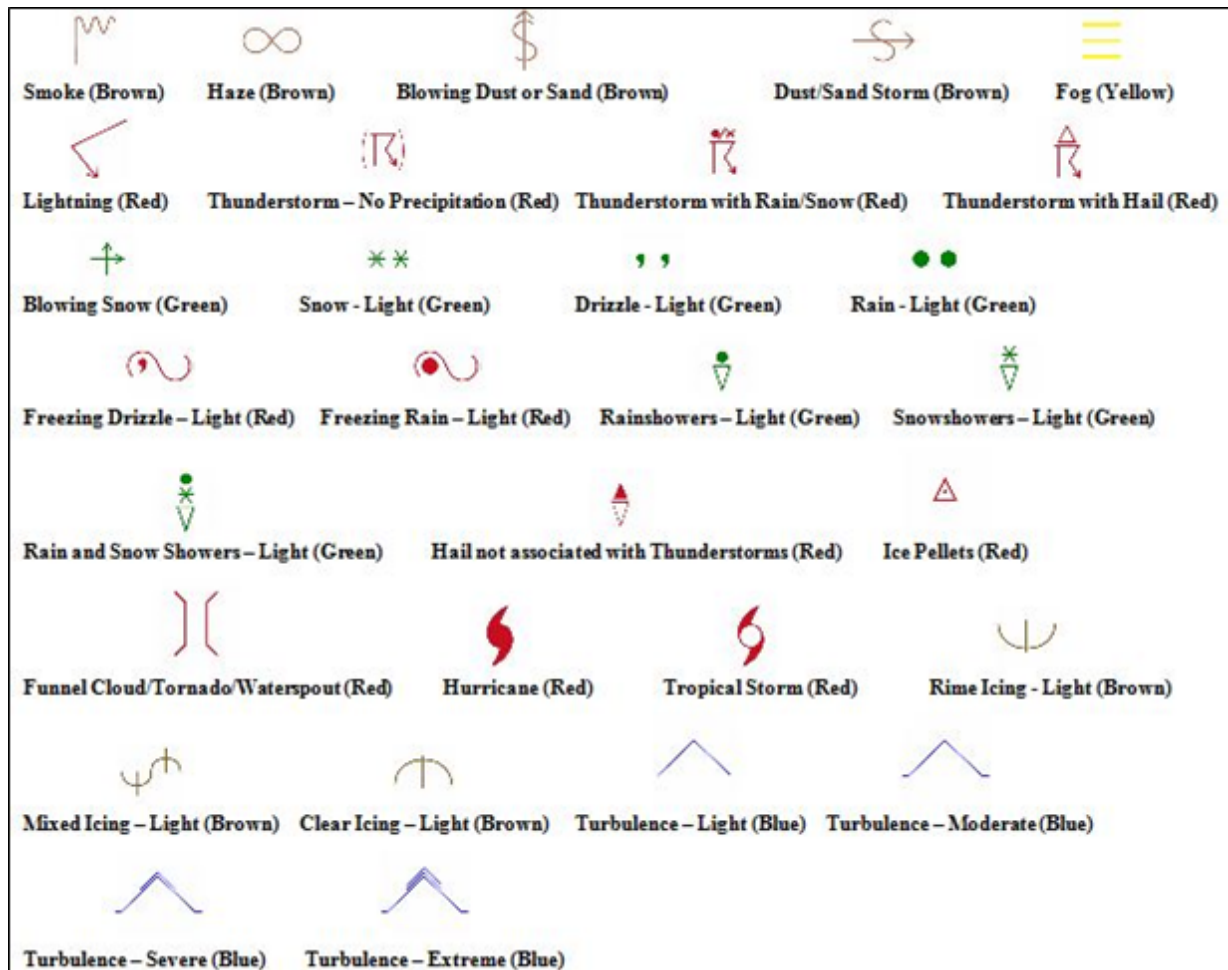 Smoke (Brown) Haze (Brown) Blowing Dust or Sand (Brown) Dust/Sand Storm (Brown) Fog (Yellow)
Lightning (Red) Thunderstorm – No Precipitation (Red) Thunderstorm with Rain/Snow (Red) Thunderstorm with Hail (Red)
Blowing Snow (Green) Snow - Light (Green) Drizzle - Light (Green) Rain - Light (Green)
Freezing Drizzle – Light (Red) Freezing Rain – Light (Red) Rainshowers – Light (Green) Snowshowers – Light (Green)
Rain and Snow Showers – Light (Green) Hail not associated with Thunderstorms (Red) Ice Pellets (Red)
Funnel Cloud/Tornado/Waterspout (Red) Hurricane (Red) Tropical Storm (Red) Rime Icing - Light (Brown)
Mixed Icing – Light (Brown) Clear Icing – Light (Brown) Turbulence – Light (Blue) Turbulence – Moderate (Blue)
Turbulence – Severe (Blue) Turbulence – Extreme (Blue)